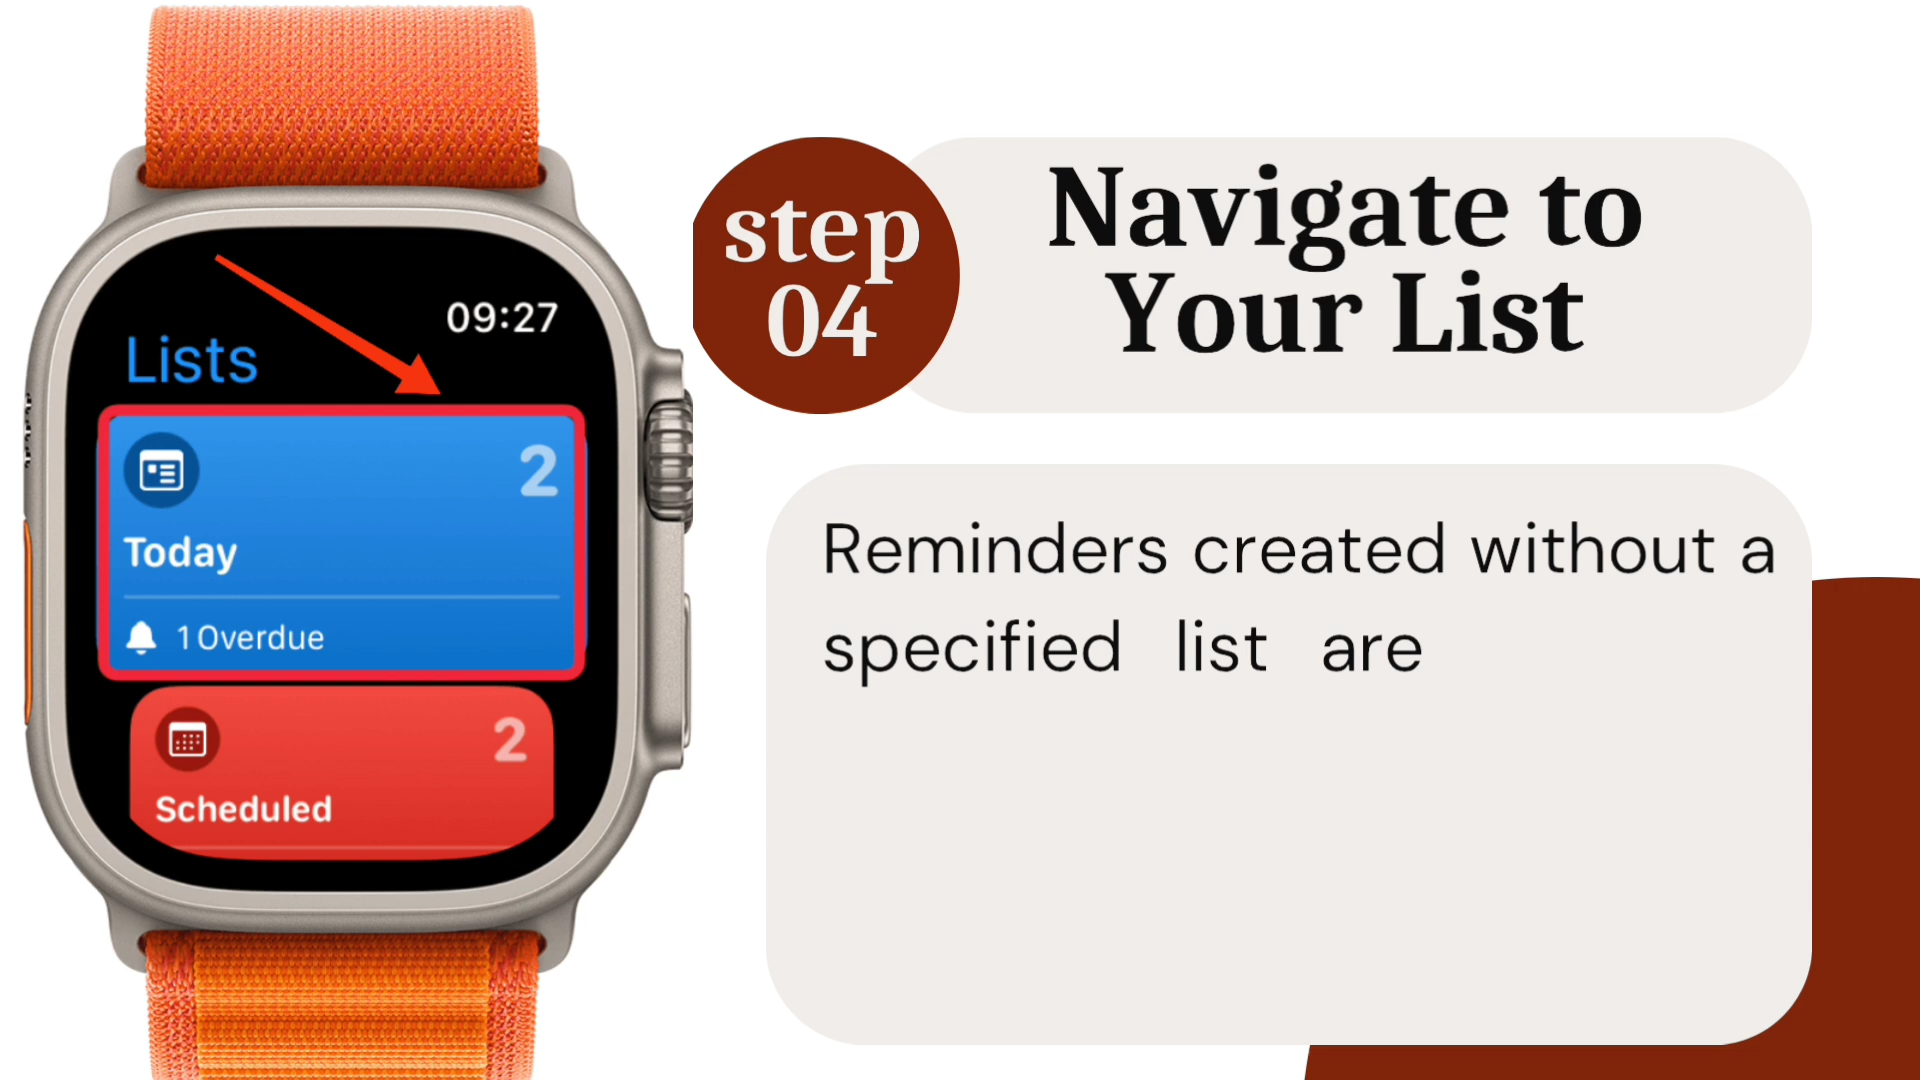 09:27
Lists
2
Today
1 Overdue
2
Scheduled
step
04
Navigate to
Your List
Reminders created without a
specified list are